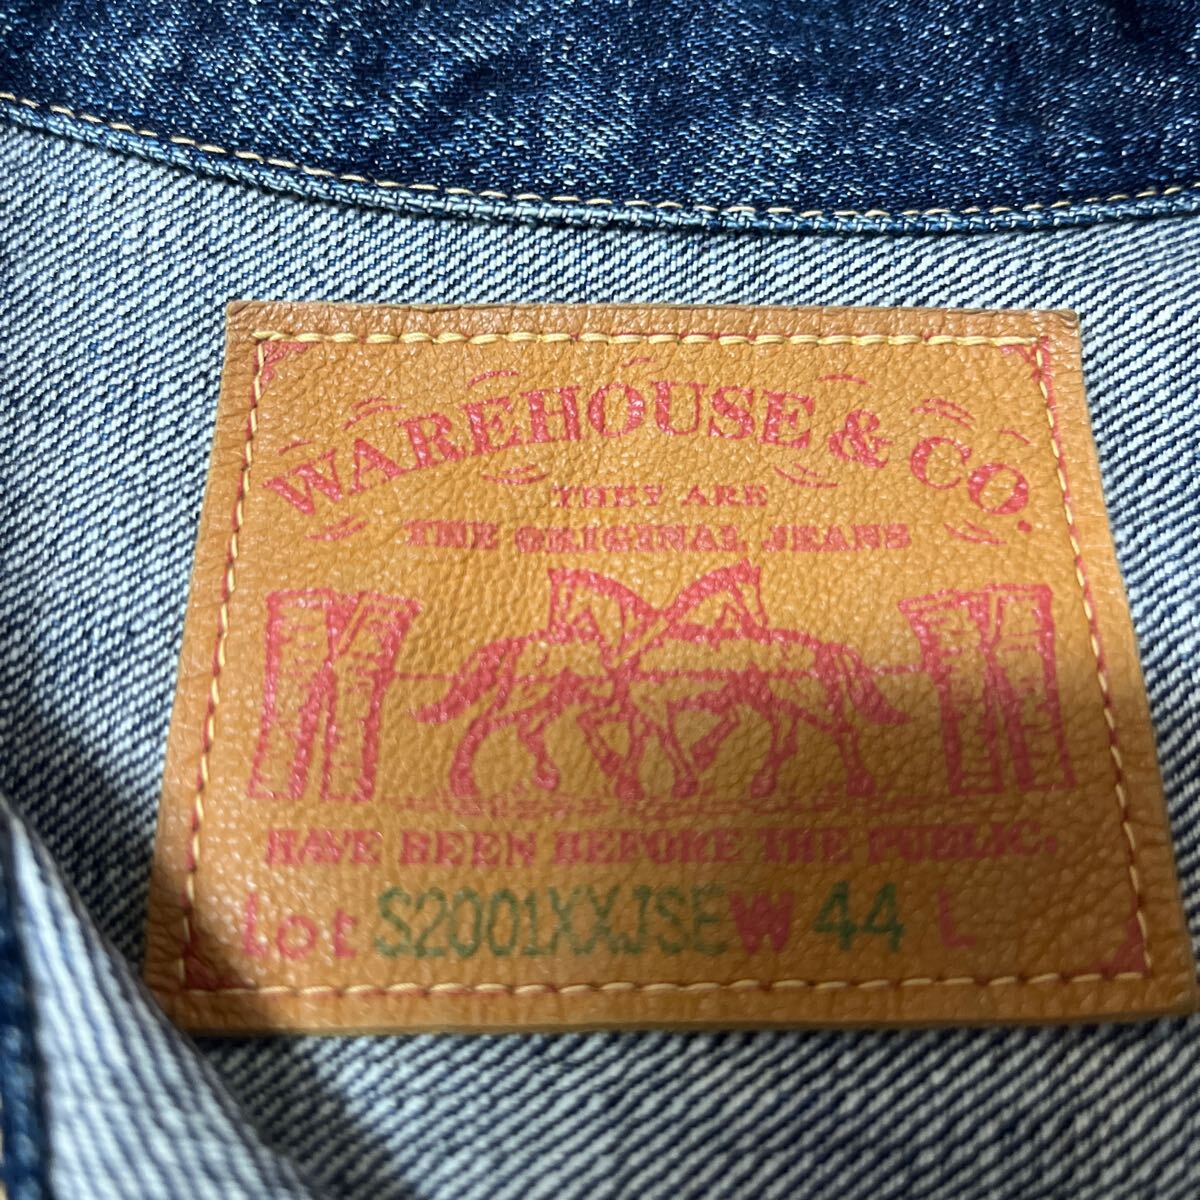 WAREHOUSE & CO.
THEY ARE
THE ORIGINAL JEANS
HAVE BEEN BEFORE THE PUBLIC.
Lot S2001XXJSE W 44 L